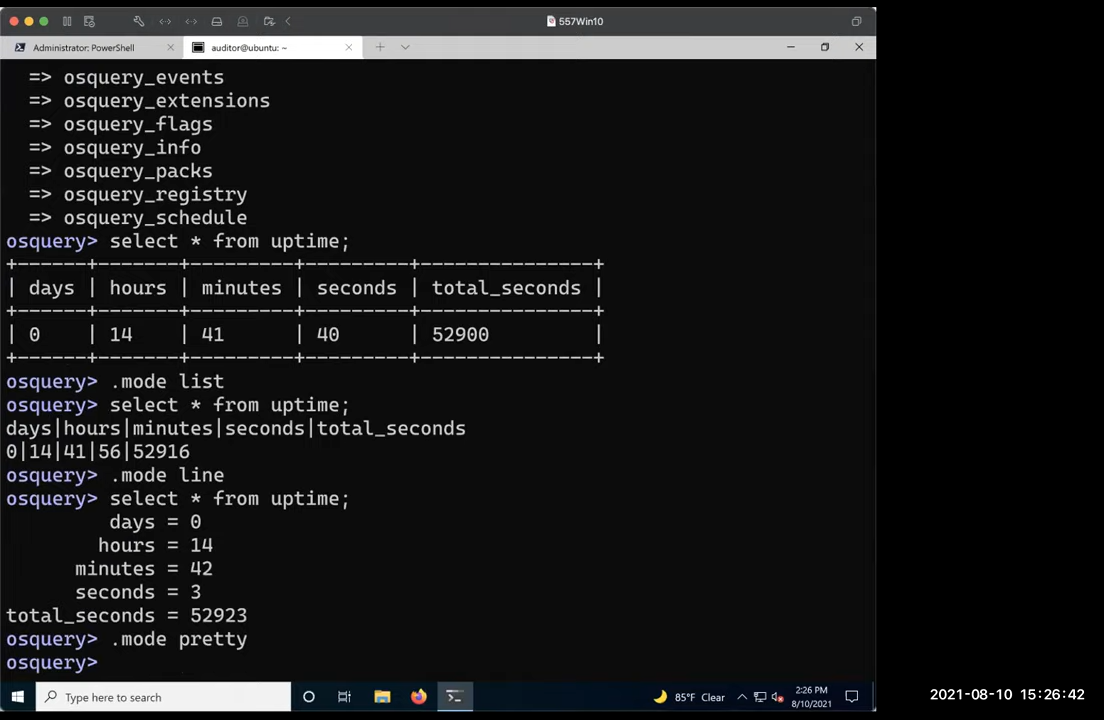 557Win10
Administrator: PowerShell
auditor@ubuntu: ~
=> osquery_events
=> osquery_extensions
=> osquery_flags
=> osquery_info
=> osquery_packs
=> osquery_registry
=> osquery_schedule
osquery> select * from uptime;
+------+-------+---------+---------+---------------+
| days | hours | minutes | seconds | total_seconds |
+------+-------+---------+---------+---------------+
| 0    | 14    | 41      | 40      | 52900         |
+------+-------+---------+---------+---------------+
osquery> .mode list
osquery> select * from uptime;
days|hours|minutes|seconds|total_seconds
0|14|41|56|52916
osquery> .mode line
osquery> select * from uptime;
days = 0
hours = 14
minutes = 42
seconds = 3
total_seconds = 52923
osquery> .mode pretty
osquery>
Type here to search
85°F Clear
2:26 PM
8/10/2021
2021-08-10 15:26:42